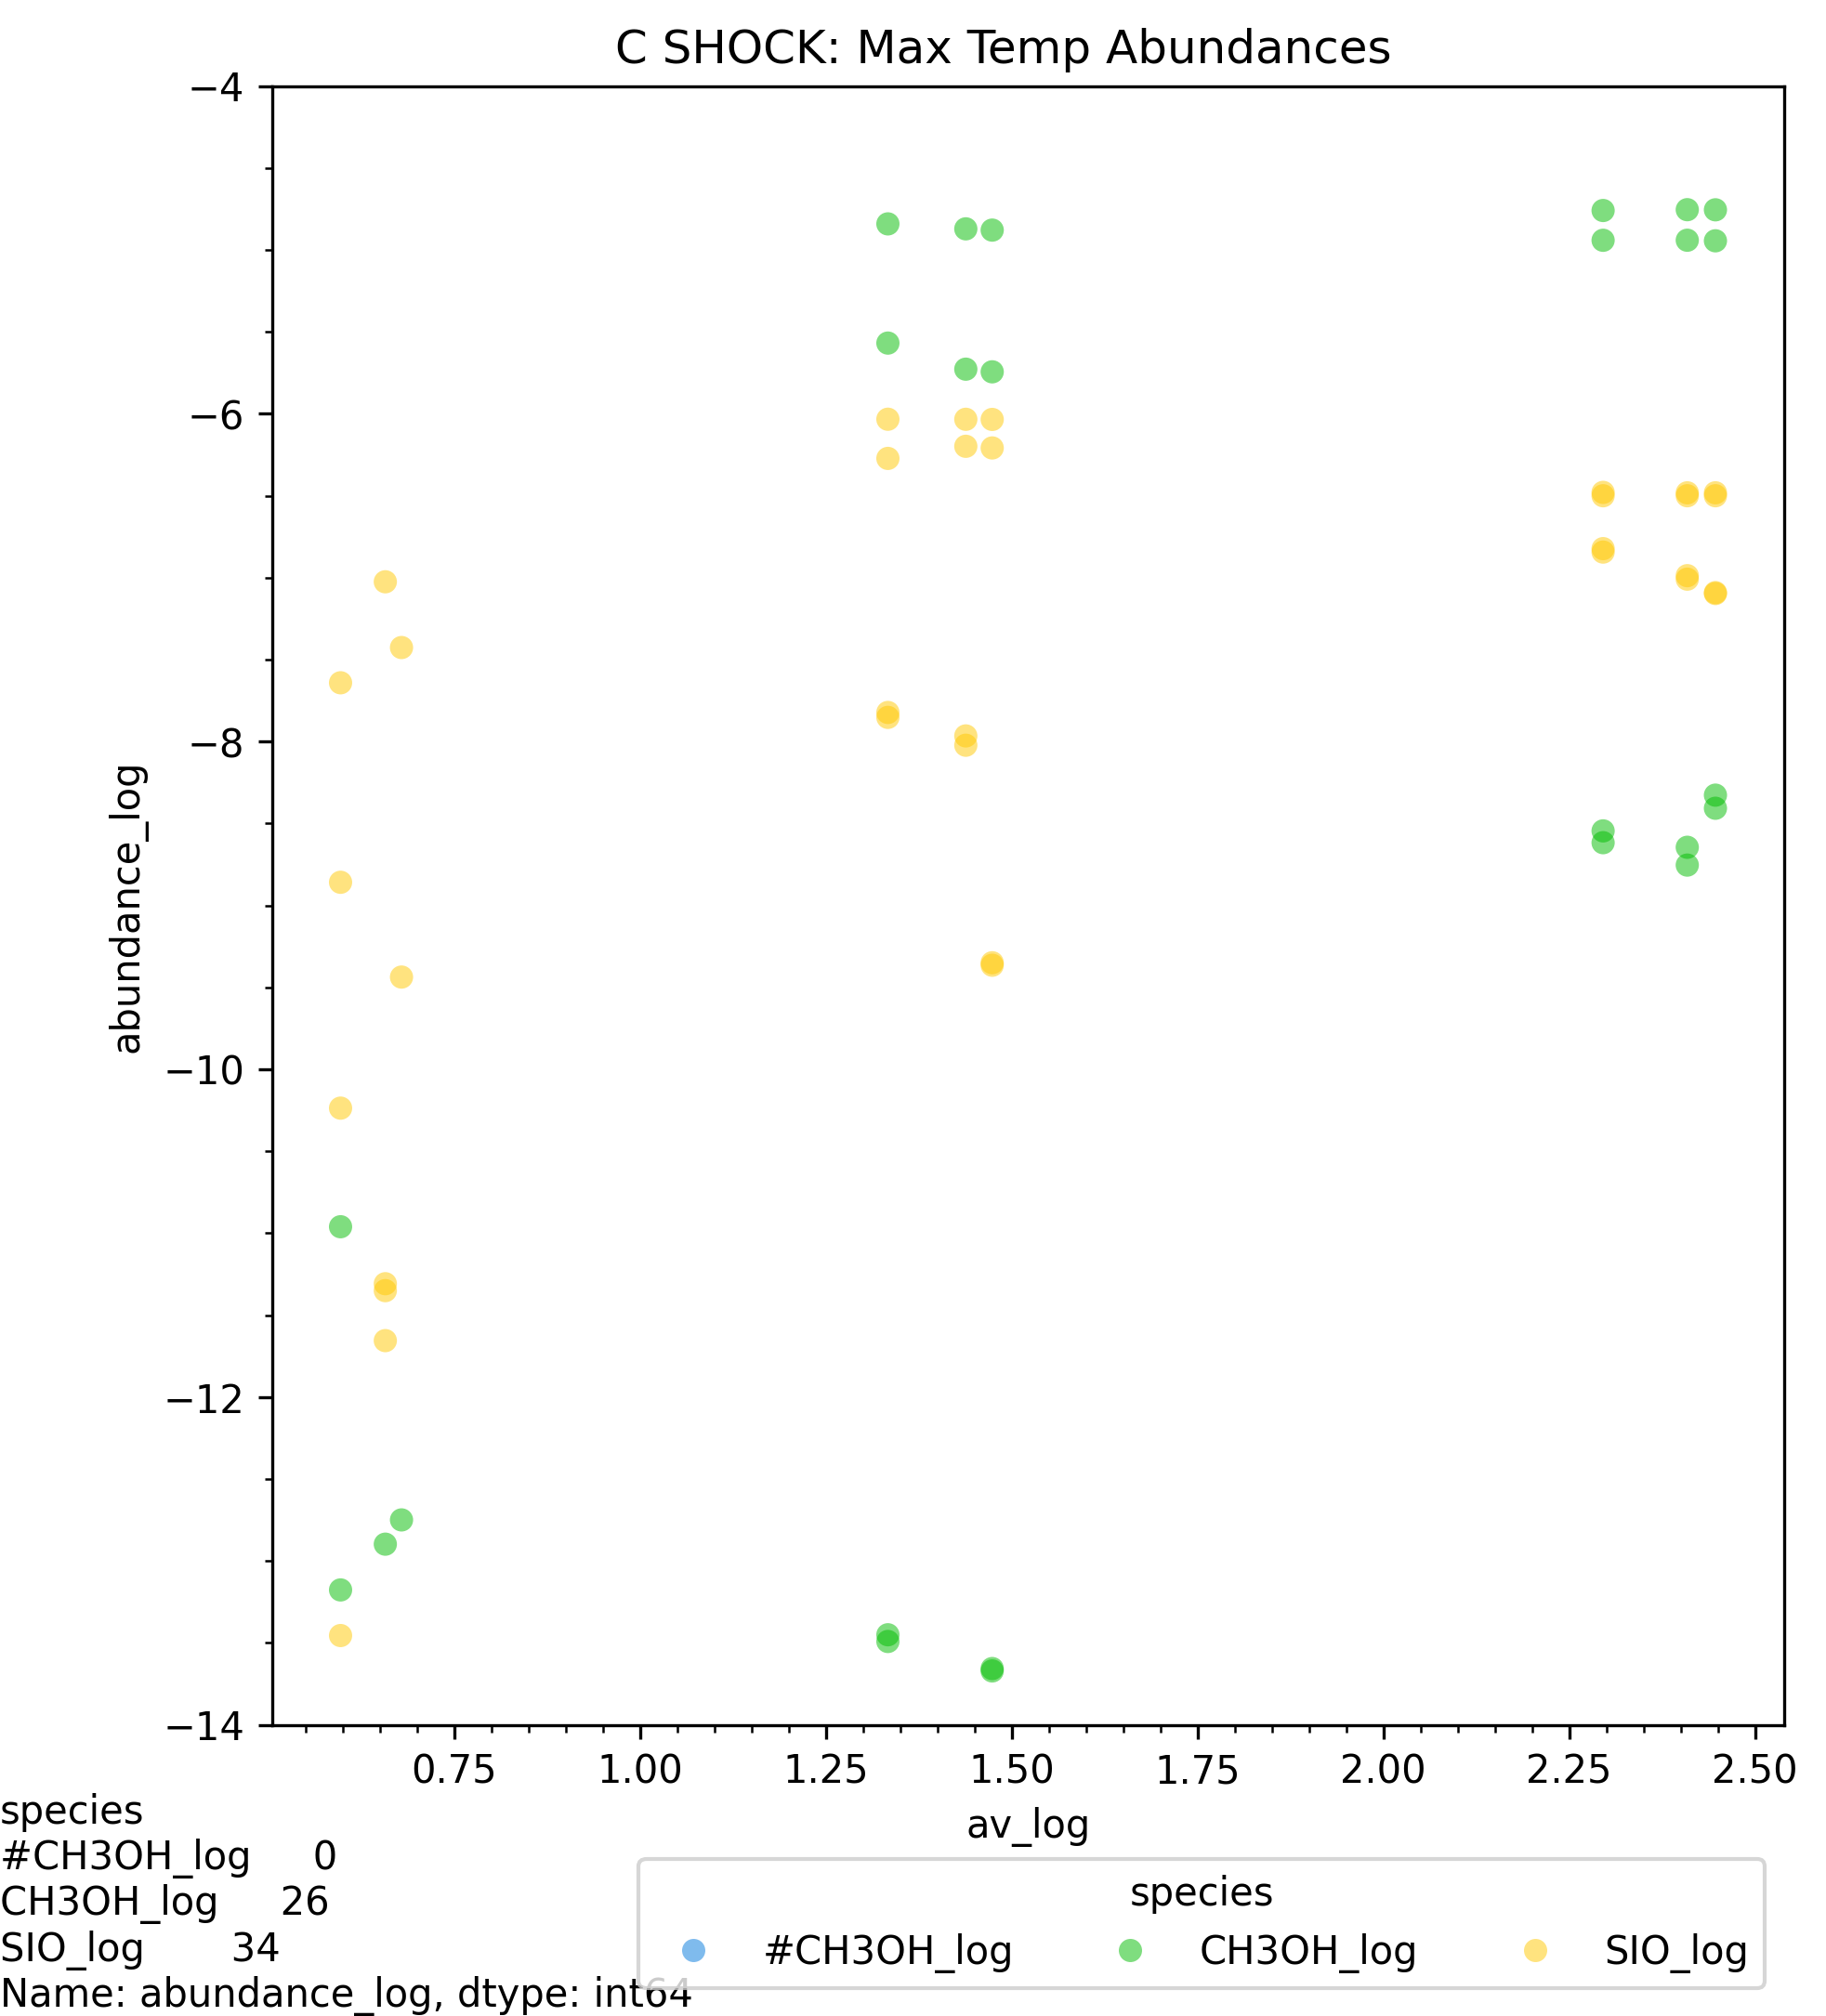 C SHOCK: Max Temp Abundances
−4
−6
−8
−10
−12
−14
abundance_log
0.75 1.00 1.25 1.50 1.75 2.00 2.25 2.50
av_log
species
#CH3OH_log 0
CH3OH_log 26
SIO_log 34
Name: abundance_log, dtype: int64
species
#CH3OH_log CH3OH_log SIO_log